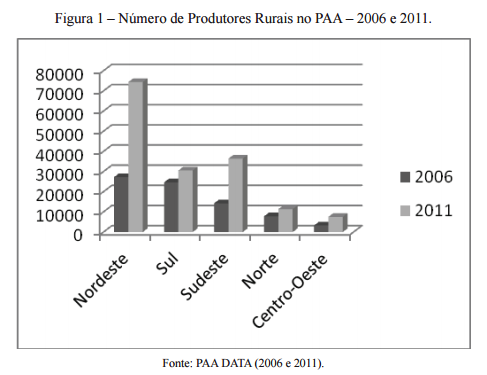 Figura 1 – Número de Produtores Rurais no PAA – 2006 e 2011.
80000
70000
60000
50000
40000
30000
20000
10000
0
Nordeste
Sul
Sudeste
Norte
Centro-Oeste
2006
2011
Fonte: PAA DATA (2006 e 2011).